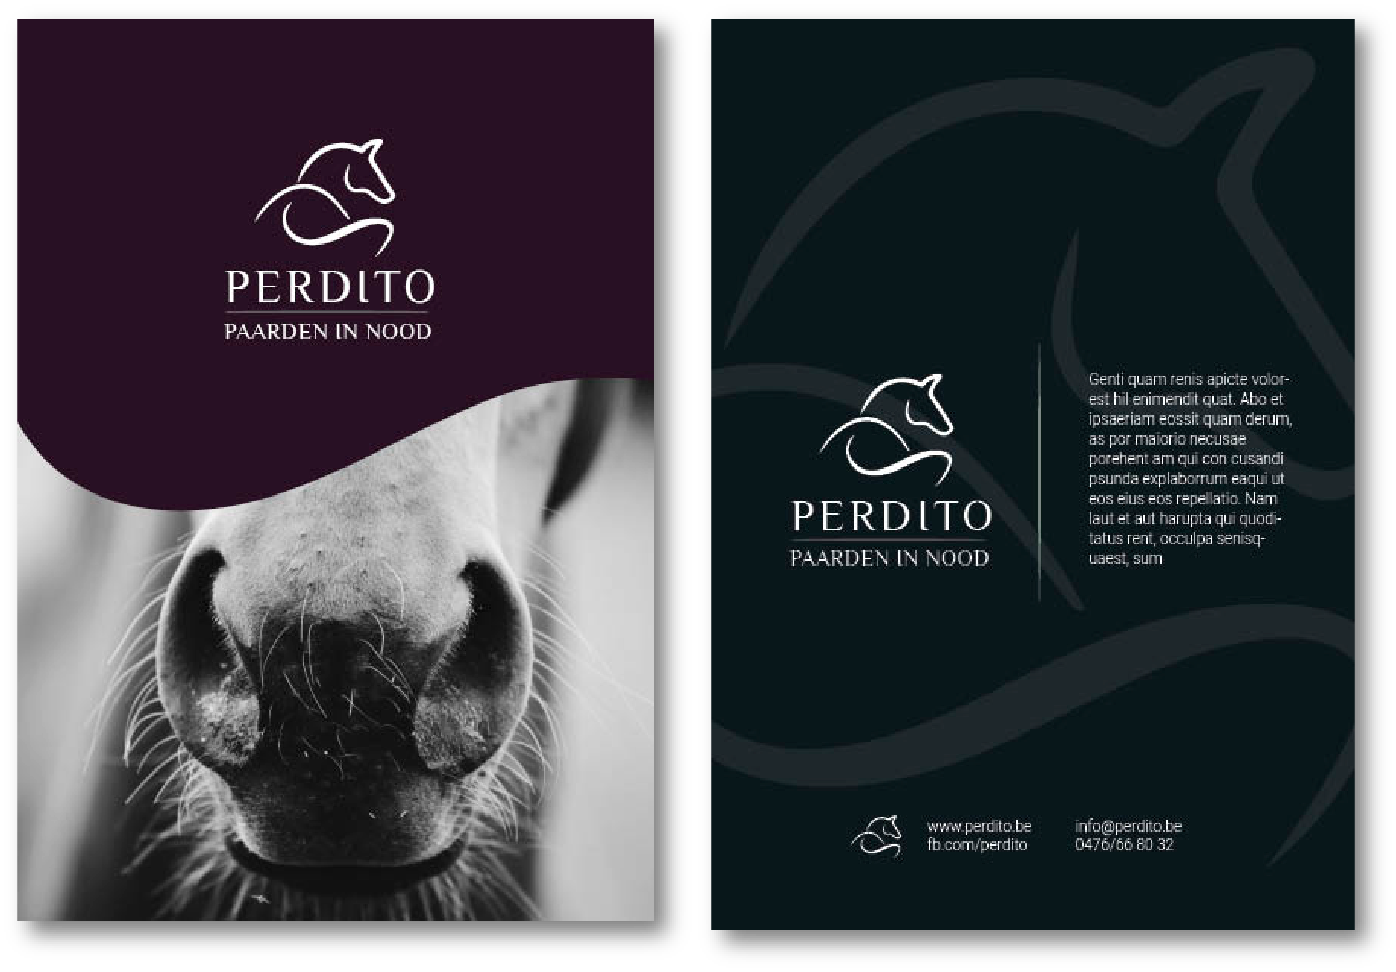 PERDITO
PAARDEN IN NOOD
PERDITO
PAARDEN IN NOOD
Genti quam renis apicte volor-
est hil enimendit quat. Abo et
ipsaeriam eossit quam derum,
as por maiorio necusae
porehent am qui con cusandi
psunda explaborrum eaqui ut
eos eius eos repellatio. Nam
laut et aut harupta qui quodi-
tatus rent, occulpa senisq-
uaest, sum
www.perdito.be
fb.com/perdito
info@perdito.be
0476/66 80 32